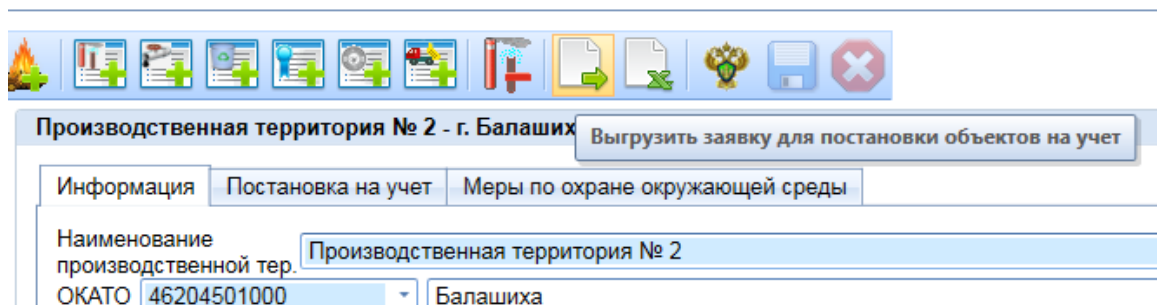 Производственная территория № 2 - г. Балаших
Выгрузить заявку для постановки объектов на учет
Информация Постановка на учет Меры по охране окружающей среды
Наименование
производственной тер. Производственная территория № 2
ОКАТО 46204501000 Балашиха